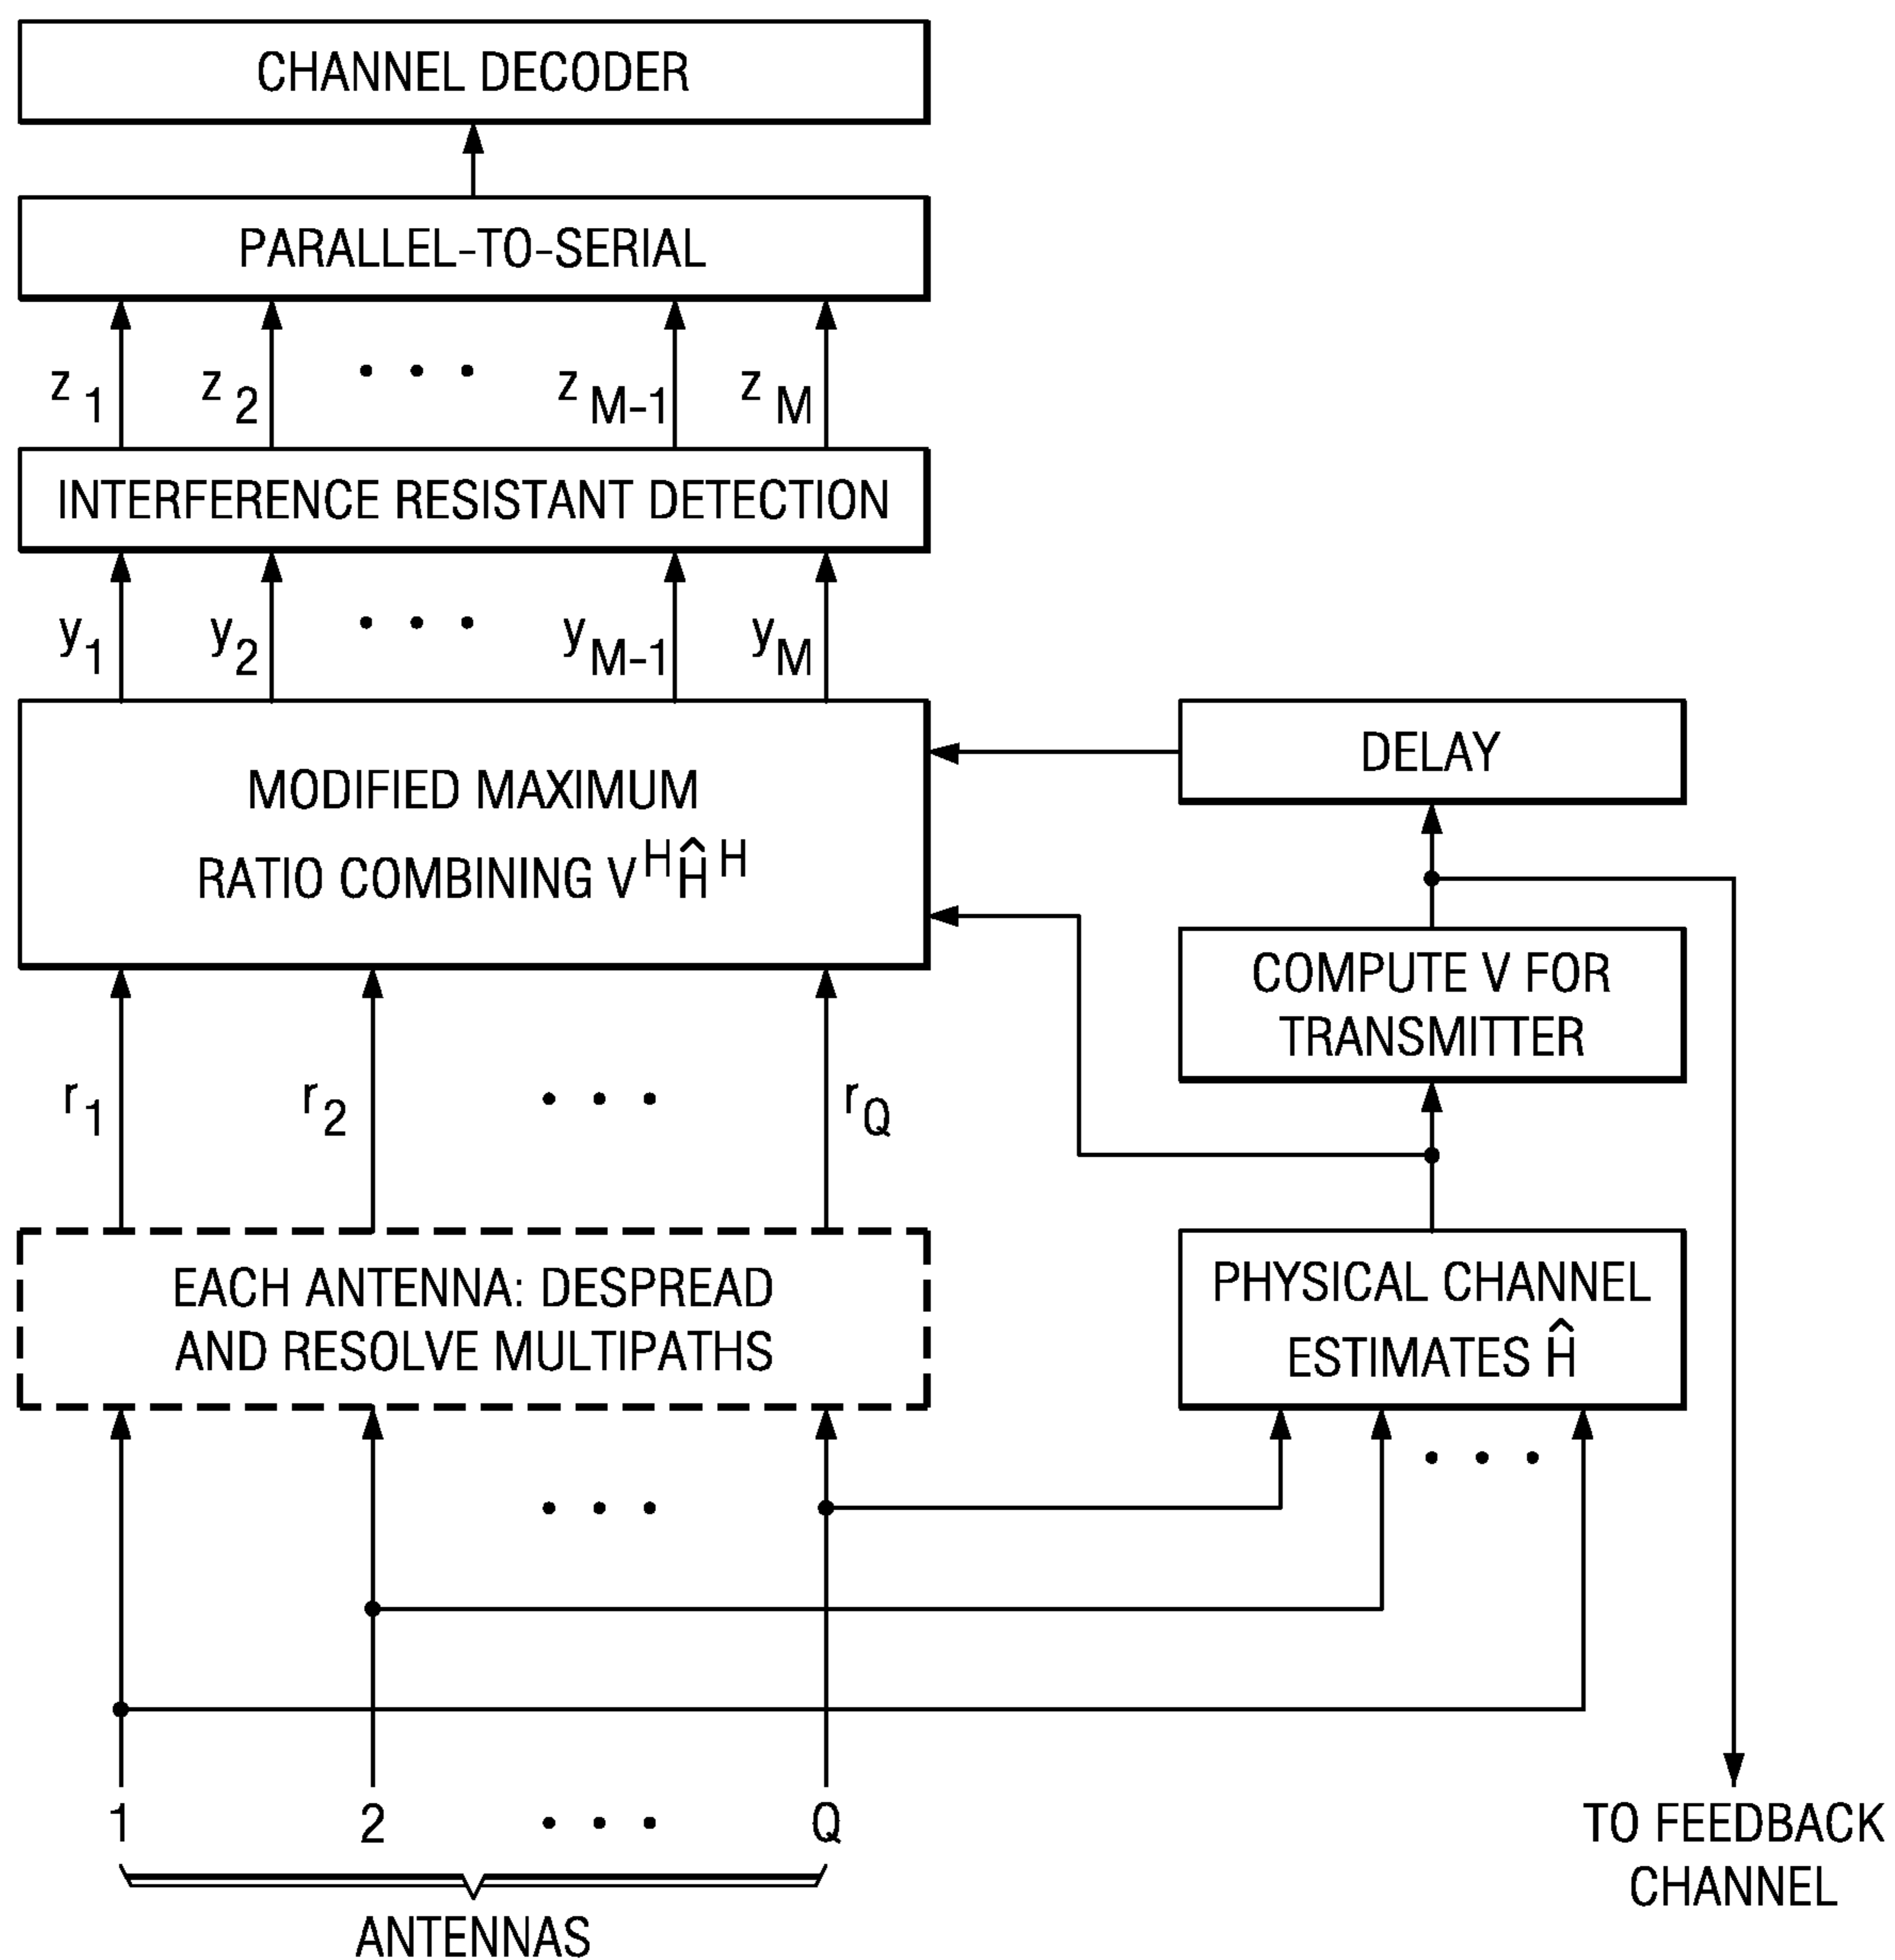 CHANNEL DECODER
PARALLEL-TO-SERIAL
z1 z2 . . . zM-1 zM
INTERFERENCE RESISTANT DETECTION
y1 y2 . . . yM-1 yM
MODIFIED MAXIMUM
RATIO COMBINING V^H Ĥ^H
DELAY
COMPUTE V FOR
TRANSMITTER
r1 r2 . . . rQ
EACH ANTENNA: DESPREAD
AND RESOLVE MULTIPATHS
PHYSICAL CHANNEL
ESTIMATES Ĥ
. . .
. . .
1 2 . . . Q
ANTENNAS
TO FEEDBACK
CHANNEL